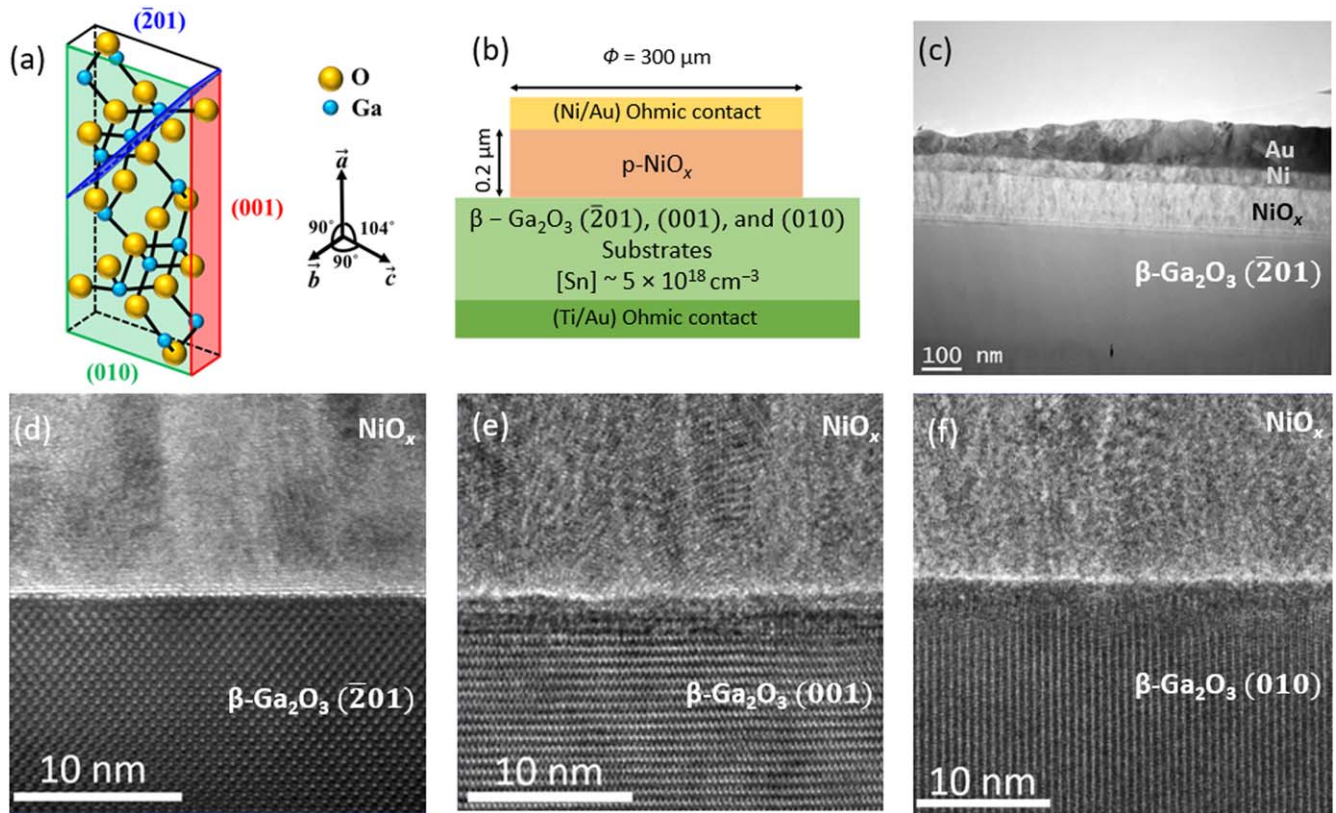 (a)
(2̅01)
O
Ga
a⃗
90°
104°
90°
b⃗
c⃗
(001)
(010)
(b)
Φ = 300 μm
(Ni/Au) Ohmic contact
0.2 μm
p-NiOₓ
β – Ga₂O₃ (2̅01), (001), and (010)
Substrates
[Sn] ~ 5 × 10¹⁸ cm⁻³
(Ti/Au) Ohmic contact
(c)
Au
Ni
NiOₓ
β-Ga₂O₃ (2̅01)
100 nm
(d)
NiOₓ
β-Ga₂O₃ (2̅01)
10 nm
(e)
NiOₓ
β-Ga₂O₃ (001)
10 nm
(f)
NiOₓ
β-Ga₂O₃ (010)
10 nm